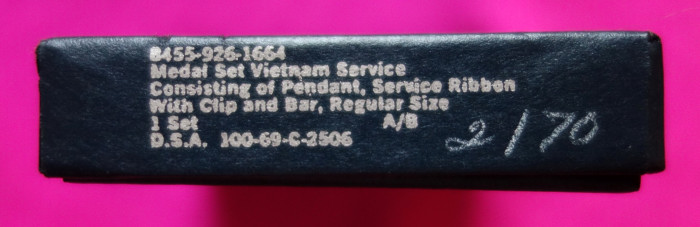 8455-926-1664
Medal Set Vietnam Service
Consisting of Pendant, Service Ribbon
With Clip and Bar, Regular Size
1 Set A/B
D.S.A. 100-69-C-2506
2/70